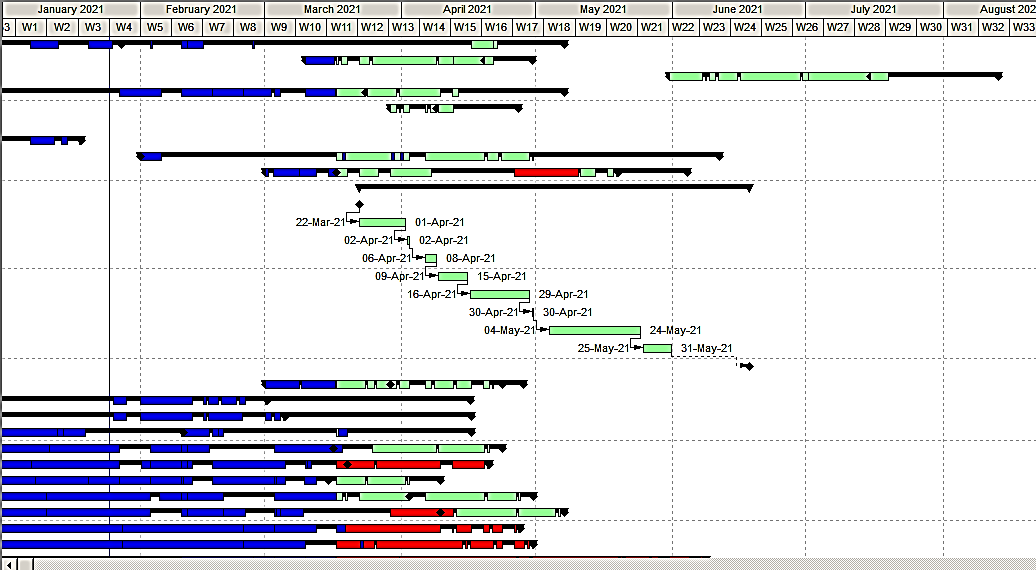 January 2021 February 2021 March 2021 April 2021 May 2021 June 2021 July 2021 August 202
53 W1 W2 W3 W4 W5 W6 W7 W8 W9 W10 W11 W12 W13 W14 W15 W16 W17 W18 W19 W20 W21 W22 W23 W24 W25 W26 W27 W28 W29 W30 W31 W32 W33
22-Mar-21 01-Apr-21
02-Apr-21 02-Apr-21
06-Apr-21 08-Apr-21
09-Apr-21 15-Apr-21
16-Apr-21 29-Apr-21
30-Apr-21 30-Apr-21
04-May-21 24-May-21
25-May-21 31-May-21